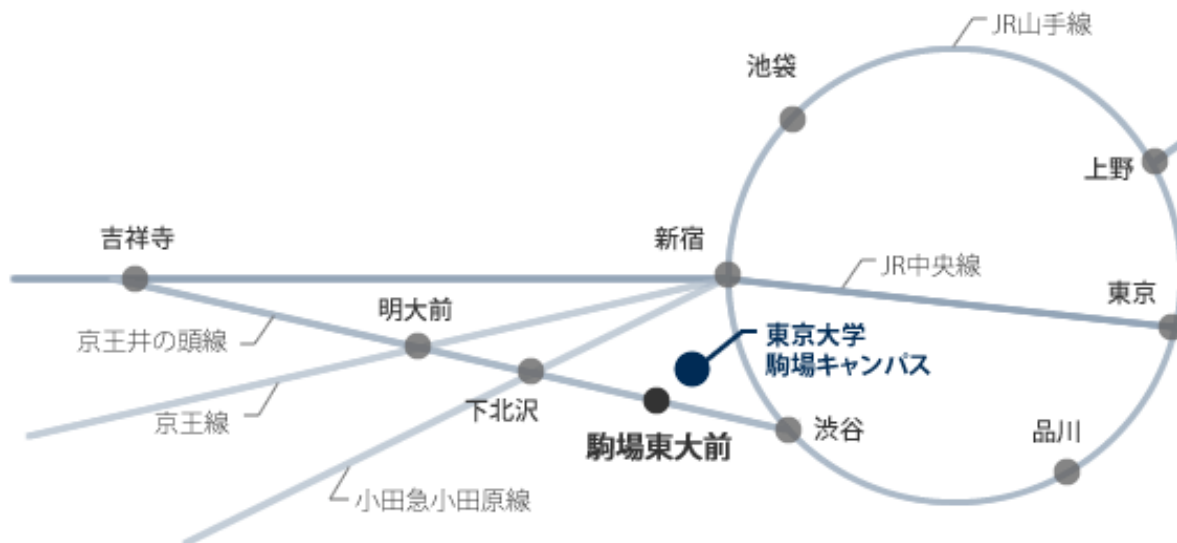 JR山手線
池袋
上野
吉祥寺
新宿
JR中央線
東京
明大前
京王井の頭線
東京大学
駒場キャンパス
京王線
下北沢
渋谷
品川
駒場東大前
小田急小田原線